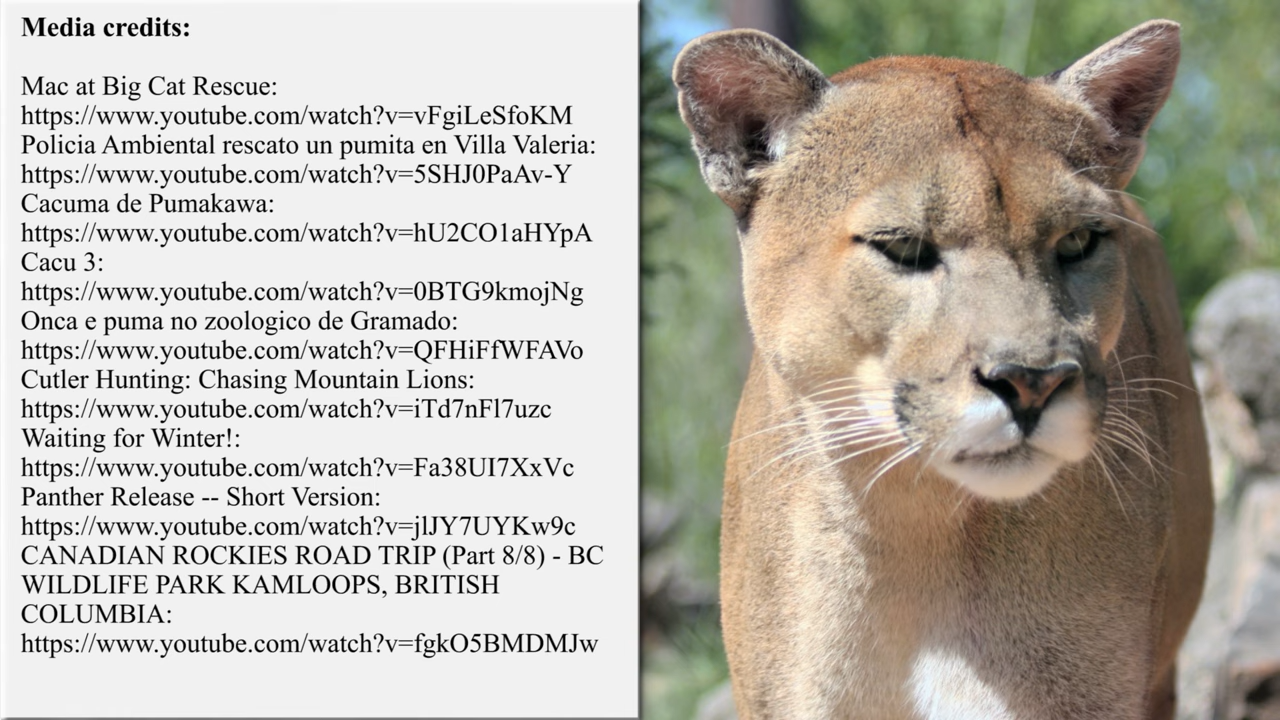 Media credits:
Mac at Big Cat Rescue:
https://www.youtube.com/watch?v=vFgiLeSfoKM
Policia Ambiental rescato un pumita en Villa Valeria:
https://www.youtube.com/watch?v=5SHJ0PaAv-Y
Cacuma de Pumakawa:
https://www.youtube.com/watch?v=hU2CO1aHYpA
Cacu 3:
https://www.youtube.com/watch?v=0BTG9kmojNg
Onca e puma no zoologico de Gramado:
https://www.youtube.com/watch?v=QFHiFfWFAVo
Cutler Hunting: Chasing Mountain Lions:
https://www.youtube.com/watch?v=iTd7nFl7uzc
Waiting for Winter!:
https://www.youtube.com/watch?v=Fa38UI7XxVc
Panther Release -- Short Version:
https://www.youtube.com/watch?v=jlJY7UYKw9c
CANADIAN ROCKIES ROAD TRIP (Part 8/8) - BC
WILDLIFE PARK KAMLOOPS, BRITISH
COLUMBIA:
https://www.youtube.com/watch?v=fgkO5BMDMJw